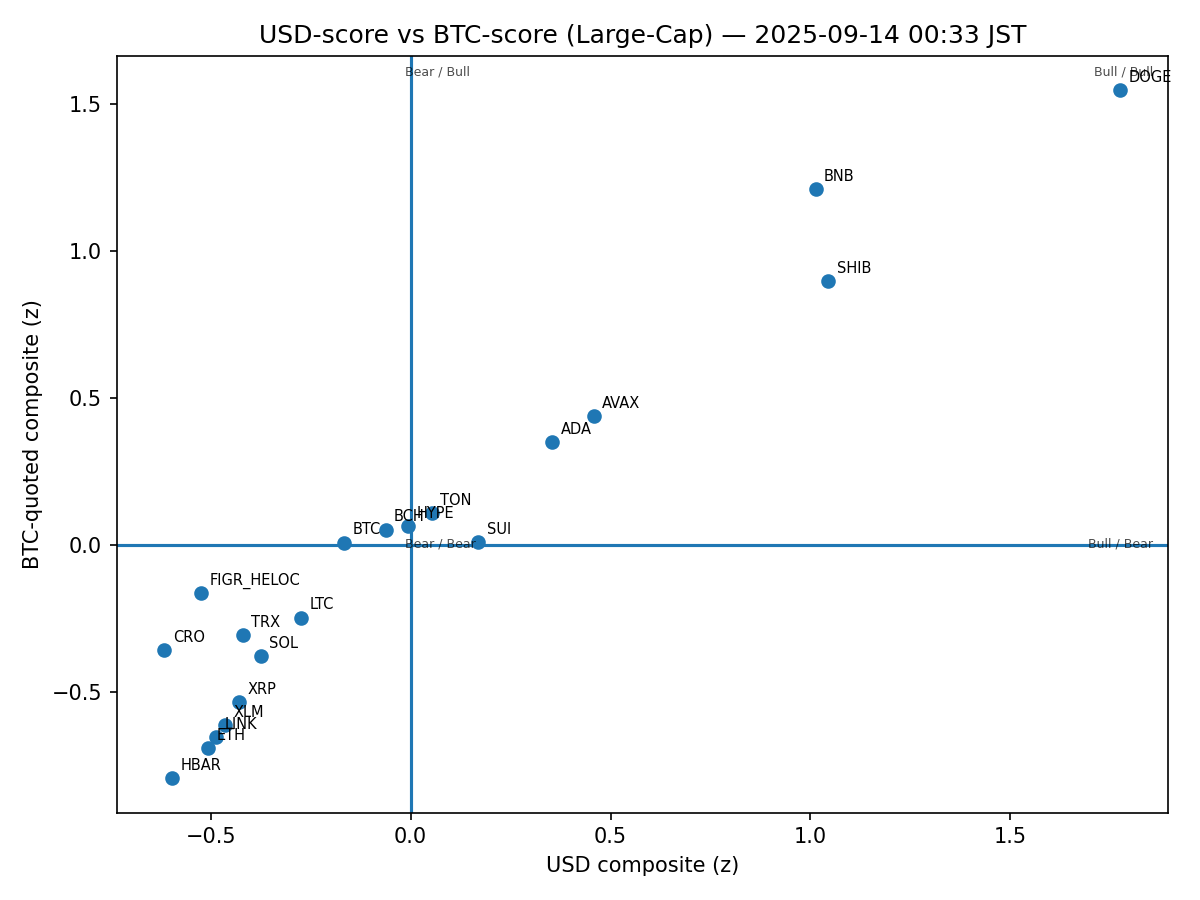 USD-score vs BTC-score (Large-Cap) — 2025-09-14 00:33 JST
Bear / Bull
Bull / Bull
DOGE
1.5
BNB
1.0
SHIB
BTC-quoted composite (z)
0.5
AVAX
ADA
TON
HYPE
BCH
BTC
SUI
0.0
Bear / Bear
Bull / Bear
FIGR_HELOC
LTC
TRX
CRO
SOL
−0.5
XRP
XLM
LINK
ETH
HBAR
−0.5
0.0
0.5
1.0
1.5
USD composite (z)